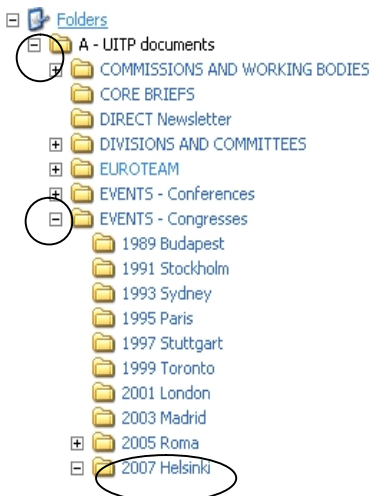 Folders
A - UITP documents
COMMISSIONS AND WORKING BODIES
CORE BRIEFS
DIRECT Newsletter
DIVISIONS AND COMMITTEES
EUROTEAM
EVENTS - Conferences
EVENTS - Congresses
1989 Budapest
1991 Stockholm
1993 Sydney
1995 Paris
1997 Stuttgart
1999 Toronto
2001 London
2003 Madrid
2005 Roma
2007 Helsinki